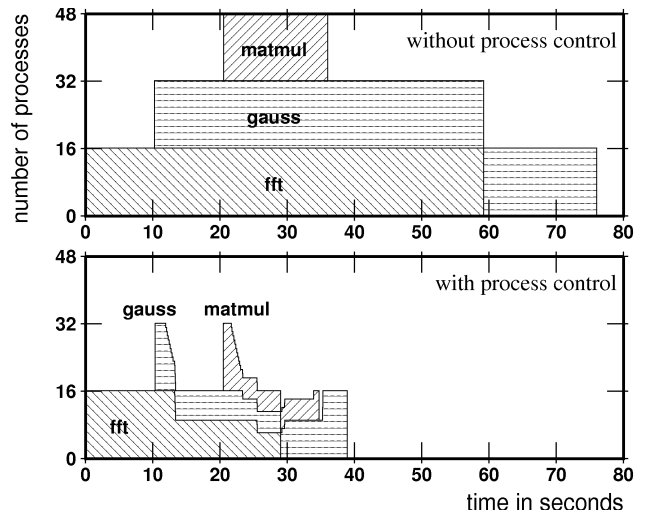 number of processes
48
32
16
0
matmul
without process control
gauss
fft
0 10 20 30 40 50 60 70 80
48
32
16
0
with process control
gauss matmul
fft
0 10 20 30 40 50 60 70 80
time in seconds